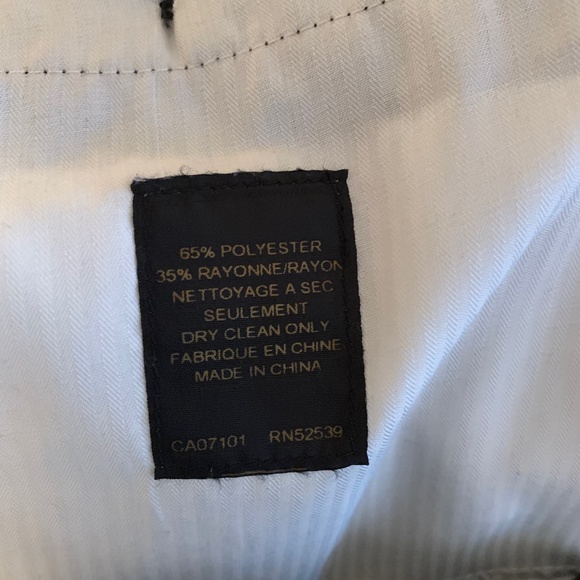 65% POLYESTER
35% RAYONNE/RAYON
NETTOYAGE A SEC
SEULEMENT
DRY CLEAN ONLY
FABRIQUE EN CHINE
MADE IN CHINA
CA07101 RN52539